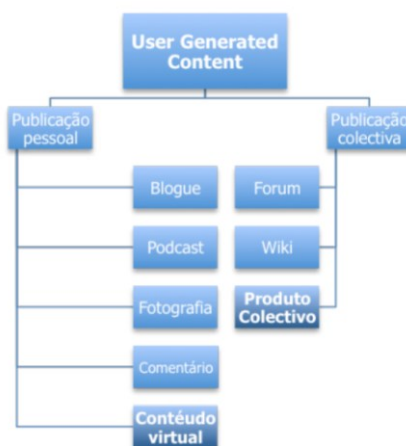 User Generated
Content
Publicação
pessoal
Publicação
colectiva
Blogue
Forum
Podcast
Wiki
Fotografia
Produto
Colectivo
Comentário
Contéudo
virtual